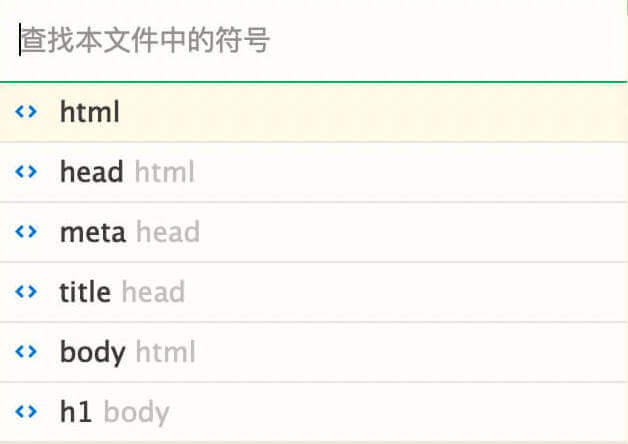 查找本文件中的符号
html
head html
meta head
title head
body html
h1 body